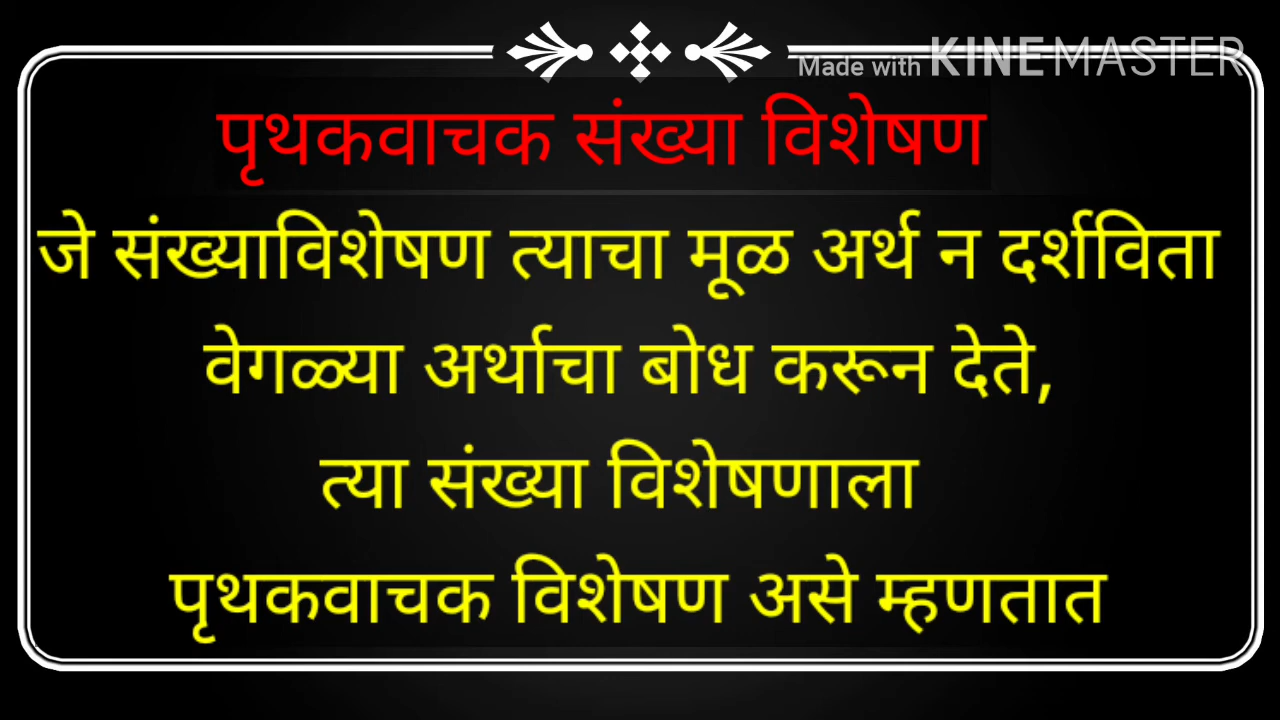 Made with KINEMASTER
पृथकवाचक संख्या विशेषण
जे संख्याविशेषण त्याचा मूळ अर्थ न दर्शविता
वेगळ्या अर्थाचा बोध करून देते,
त्या संख्या विशेषणाला
पृथकवाचक विशेषण असे म्हणतात